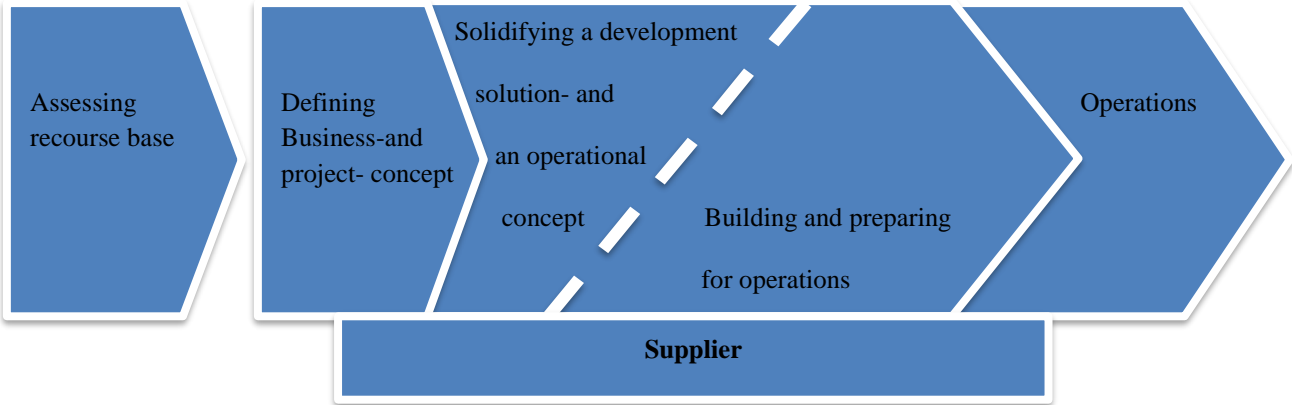 Assessing
recourse base
Defining
Business-and
project- concept
Solidifying a development
solution- and
an operational
concept
Building and preparing
for operations
Operations
Supplier